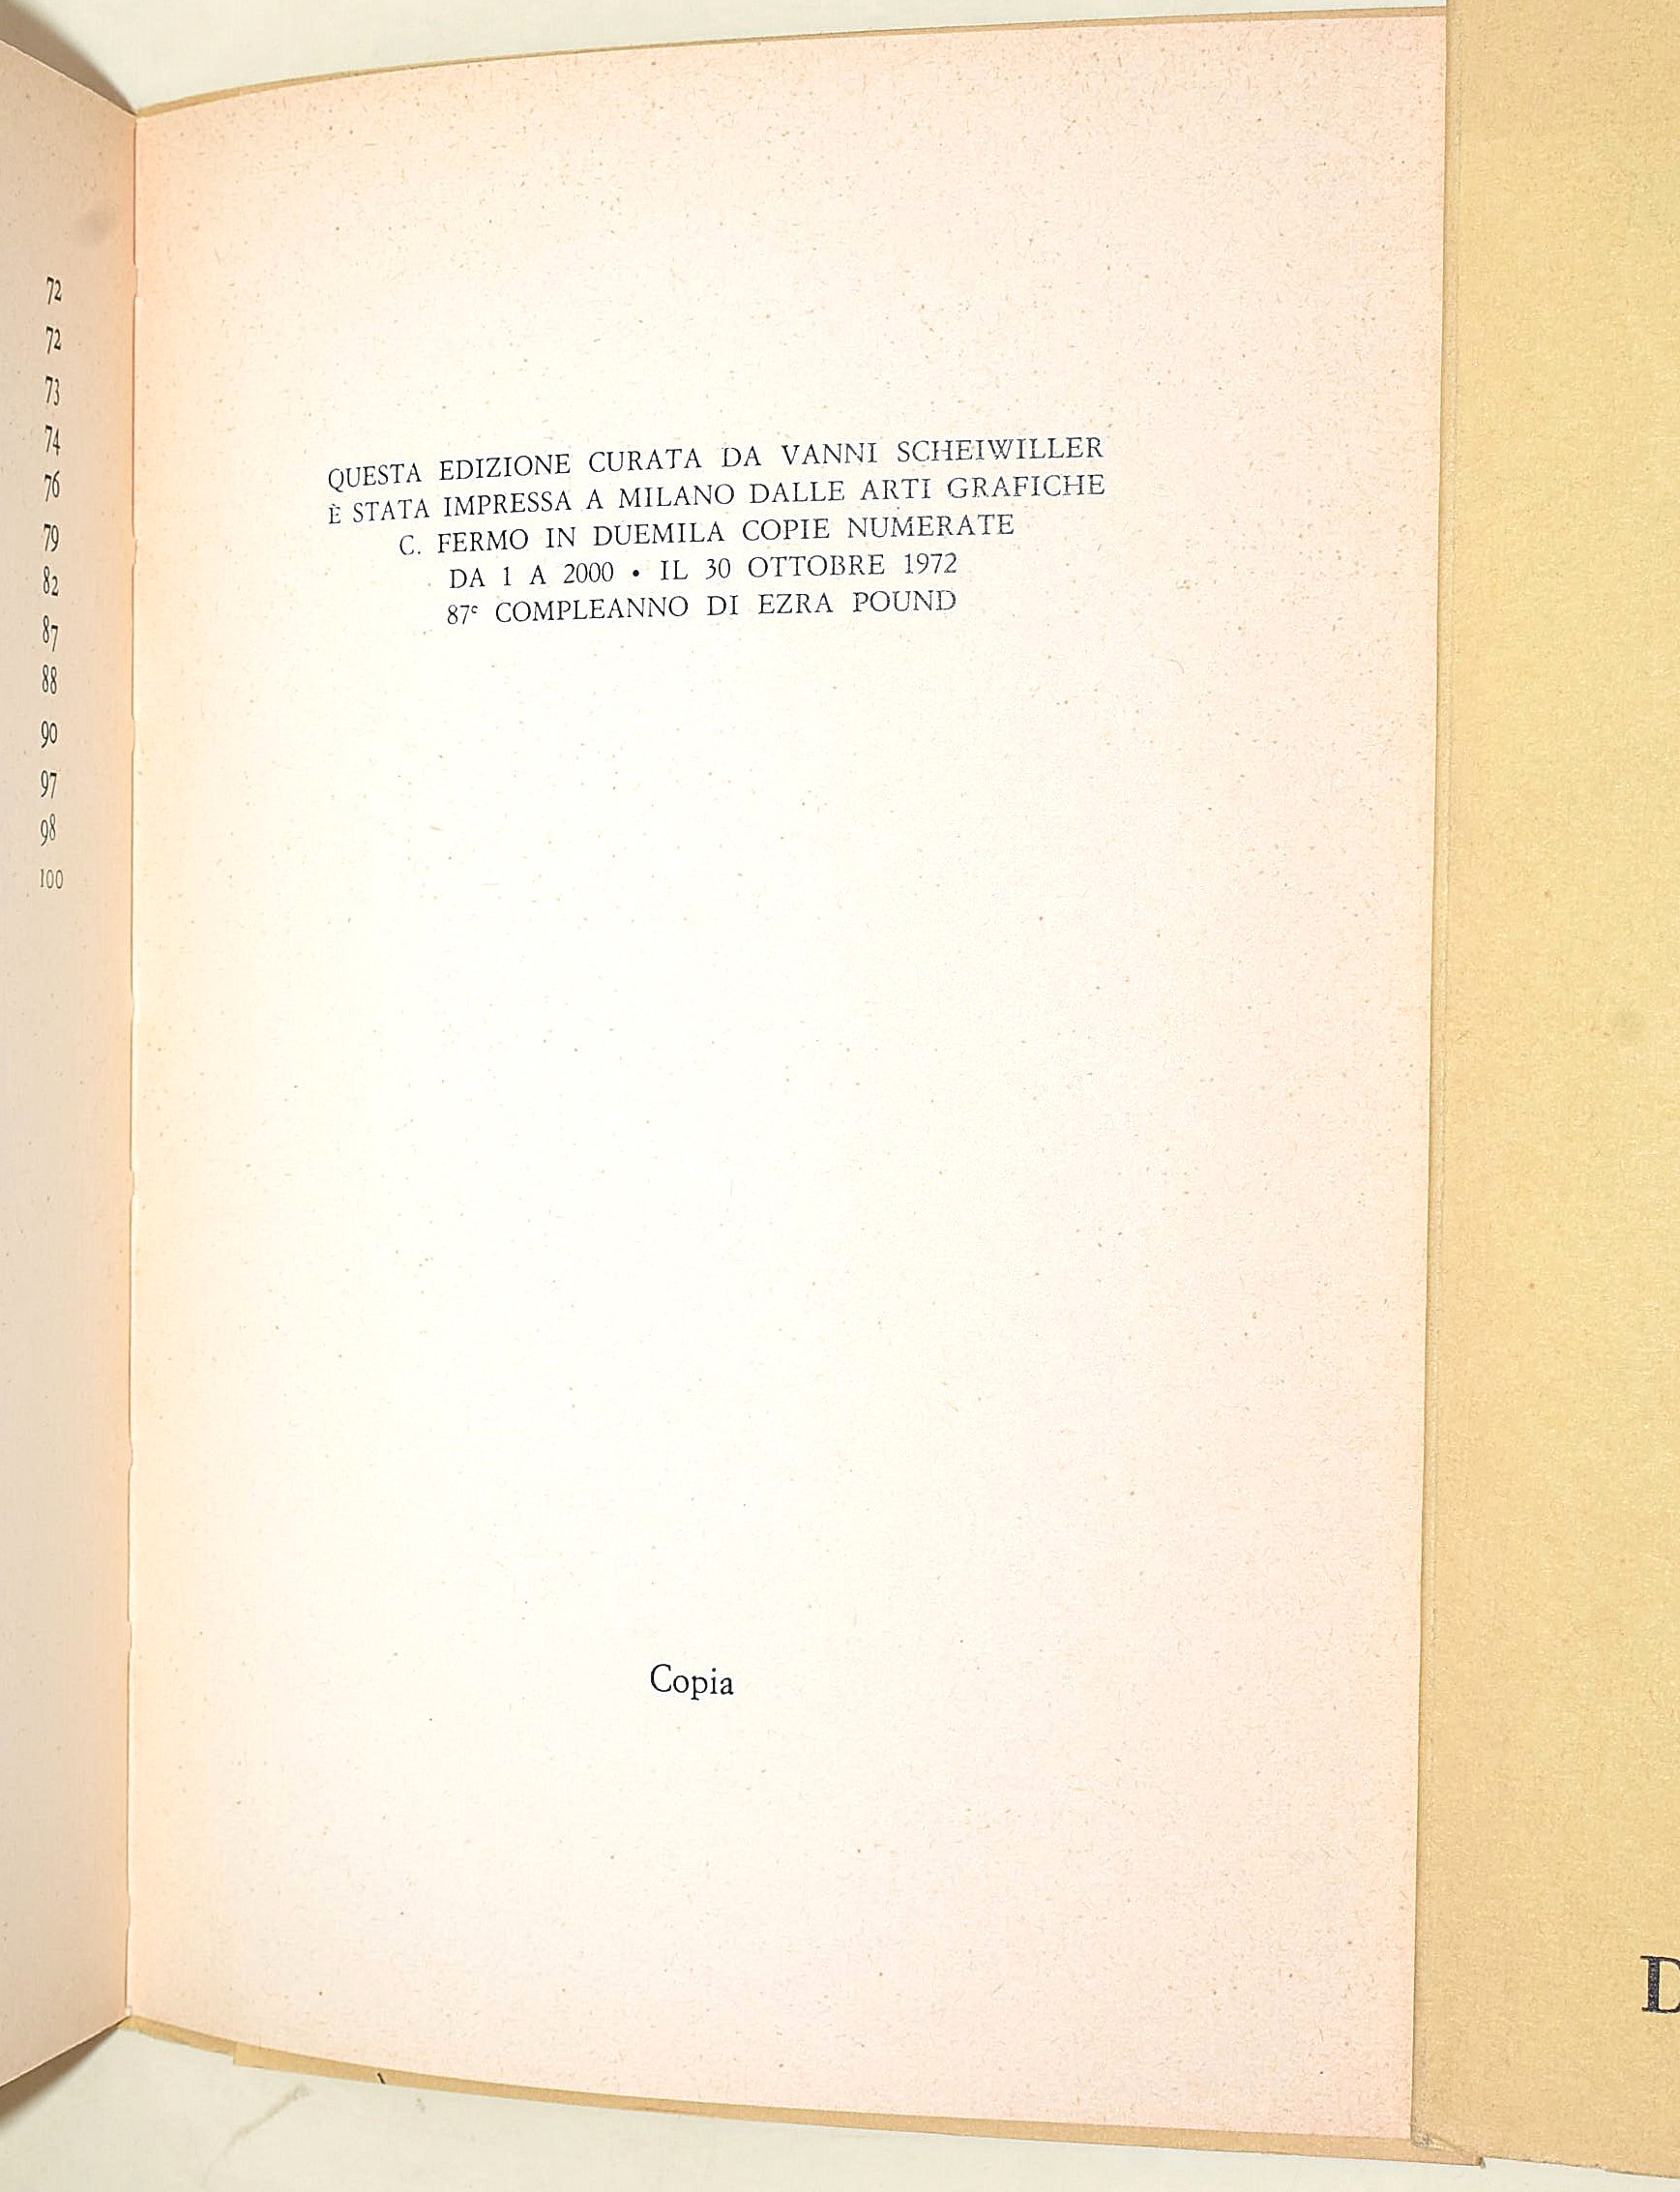 72
72
73
74
76
79
82
87
88
90
97
98
100
QUESTA EDIZIONE CURATA DA VANNI SCHEIWILLER
È STATA IMPRESSA A MILANO DALLE ARTI GRAFICHE
C. FERMO IN DUEMILA COPIE NUMERATE
DA 1 A 2000 • IL 30 OTTOBRE 1972
87º COMPLEANNO DI EZRA POUND
Copia
D